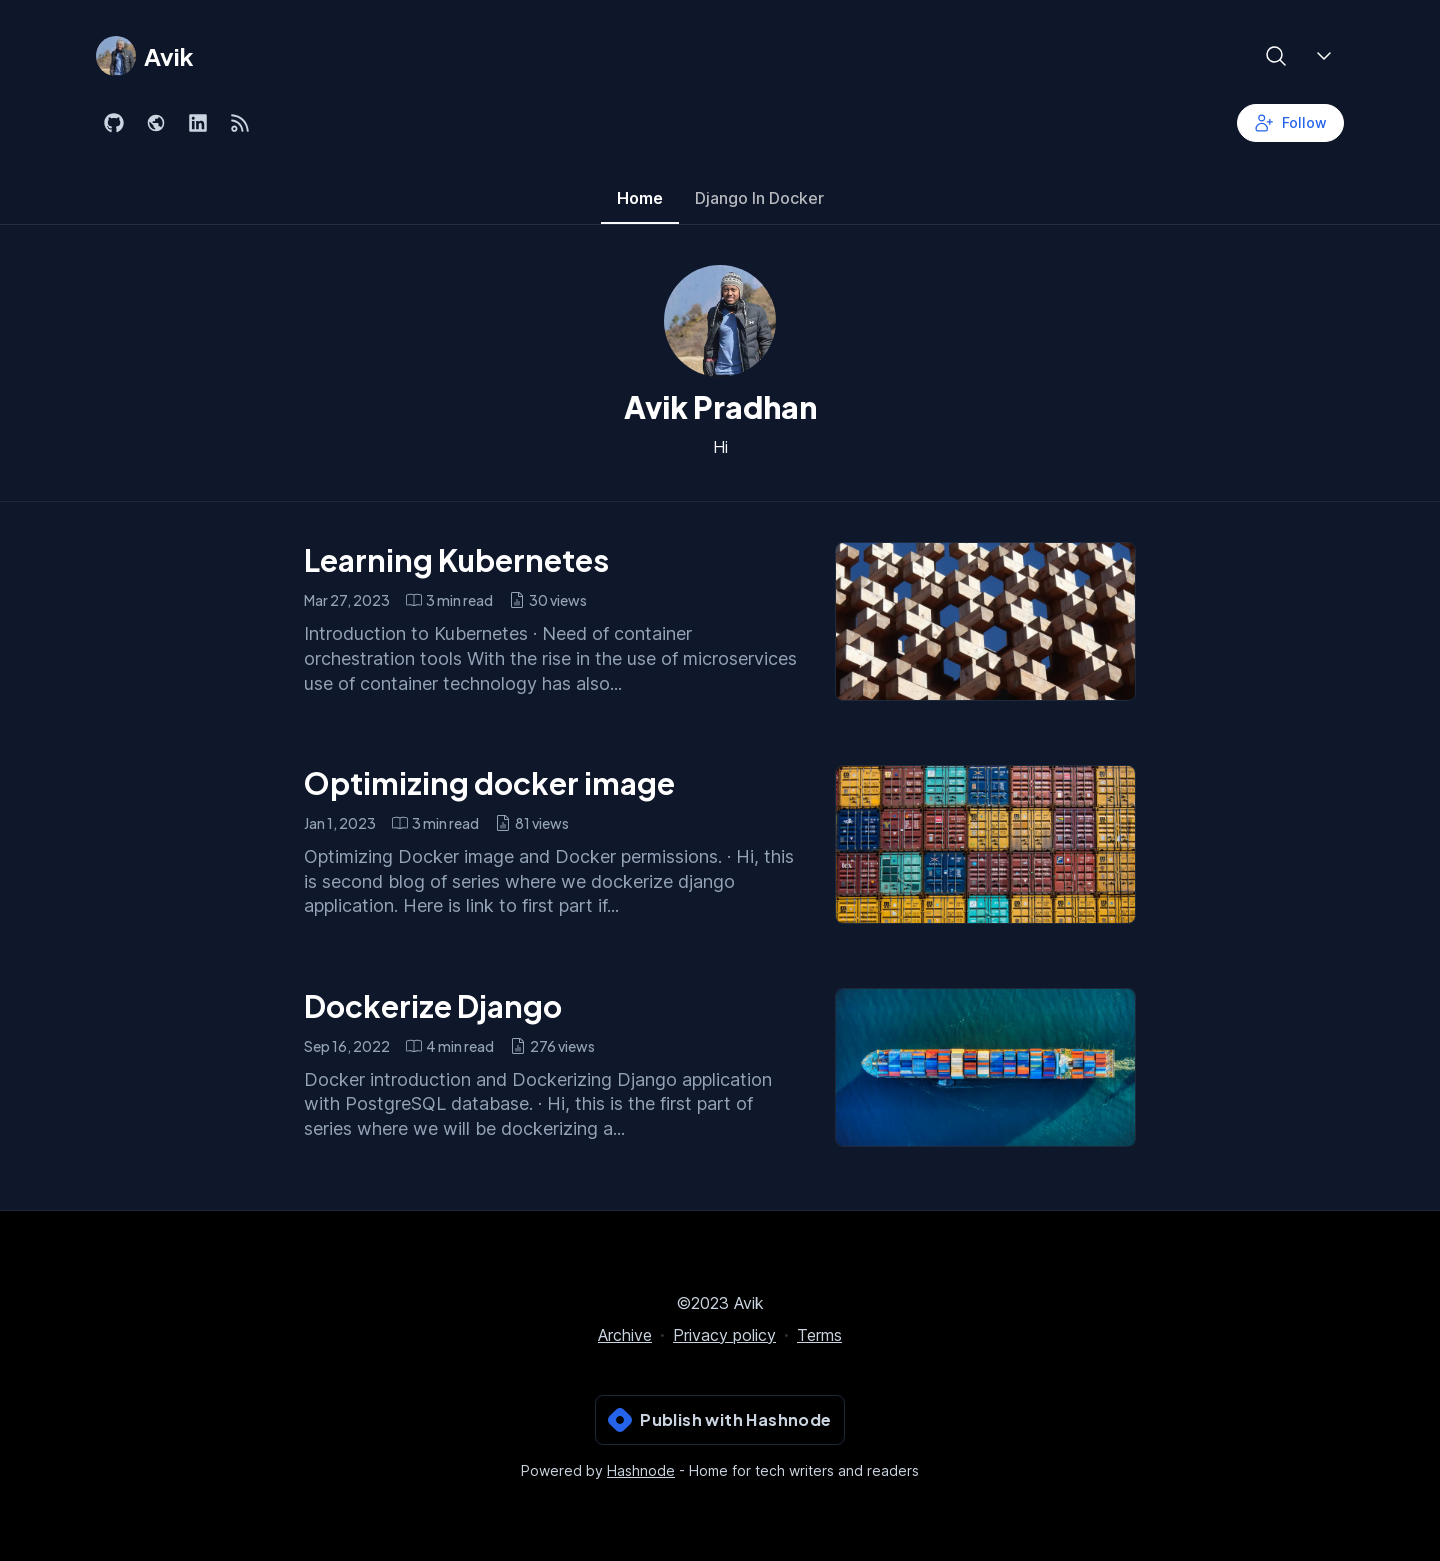 Avik
Follow
Home
Django In Docker
Avik Pradhan
Hi
Learning Kubernetes
Mar 27, 2023
3 min read
30 views
Introduction to Kubernetes · Need of container
orchestration tools With the rise in the use of microservices
use of container technology has also...
Optimizing docker image
Jan 1, 2023
3 min read
81 views
Optimizing Docker image and Docker permissions. · Hi, this
is second blog of series where we dockerize django
application. Here is link to first part if...
Dockerize Django
Sep 16, 2022
4 min read
276 views
Docker introduction and Dockerizing Django application
with PostgreSQL database. · Hi, this is the first part of
series where we will be dockerizing a...
©2023 Avik
Archive · Privacy policy · Terms
Publish with Hashnode
Powered by Hashnode - Home for tech writers and readers